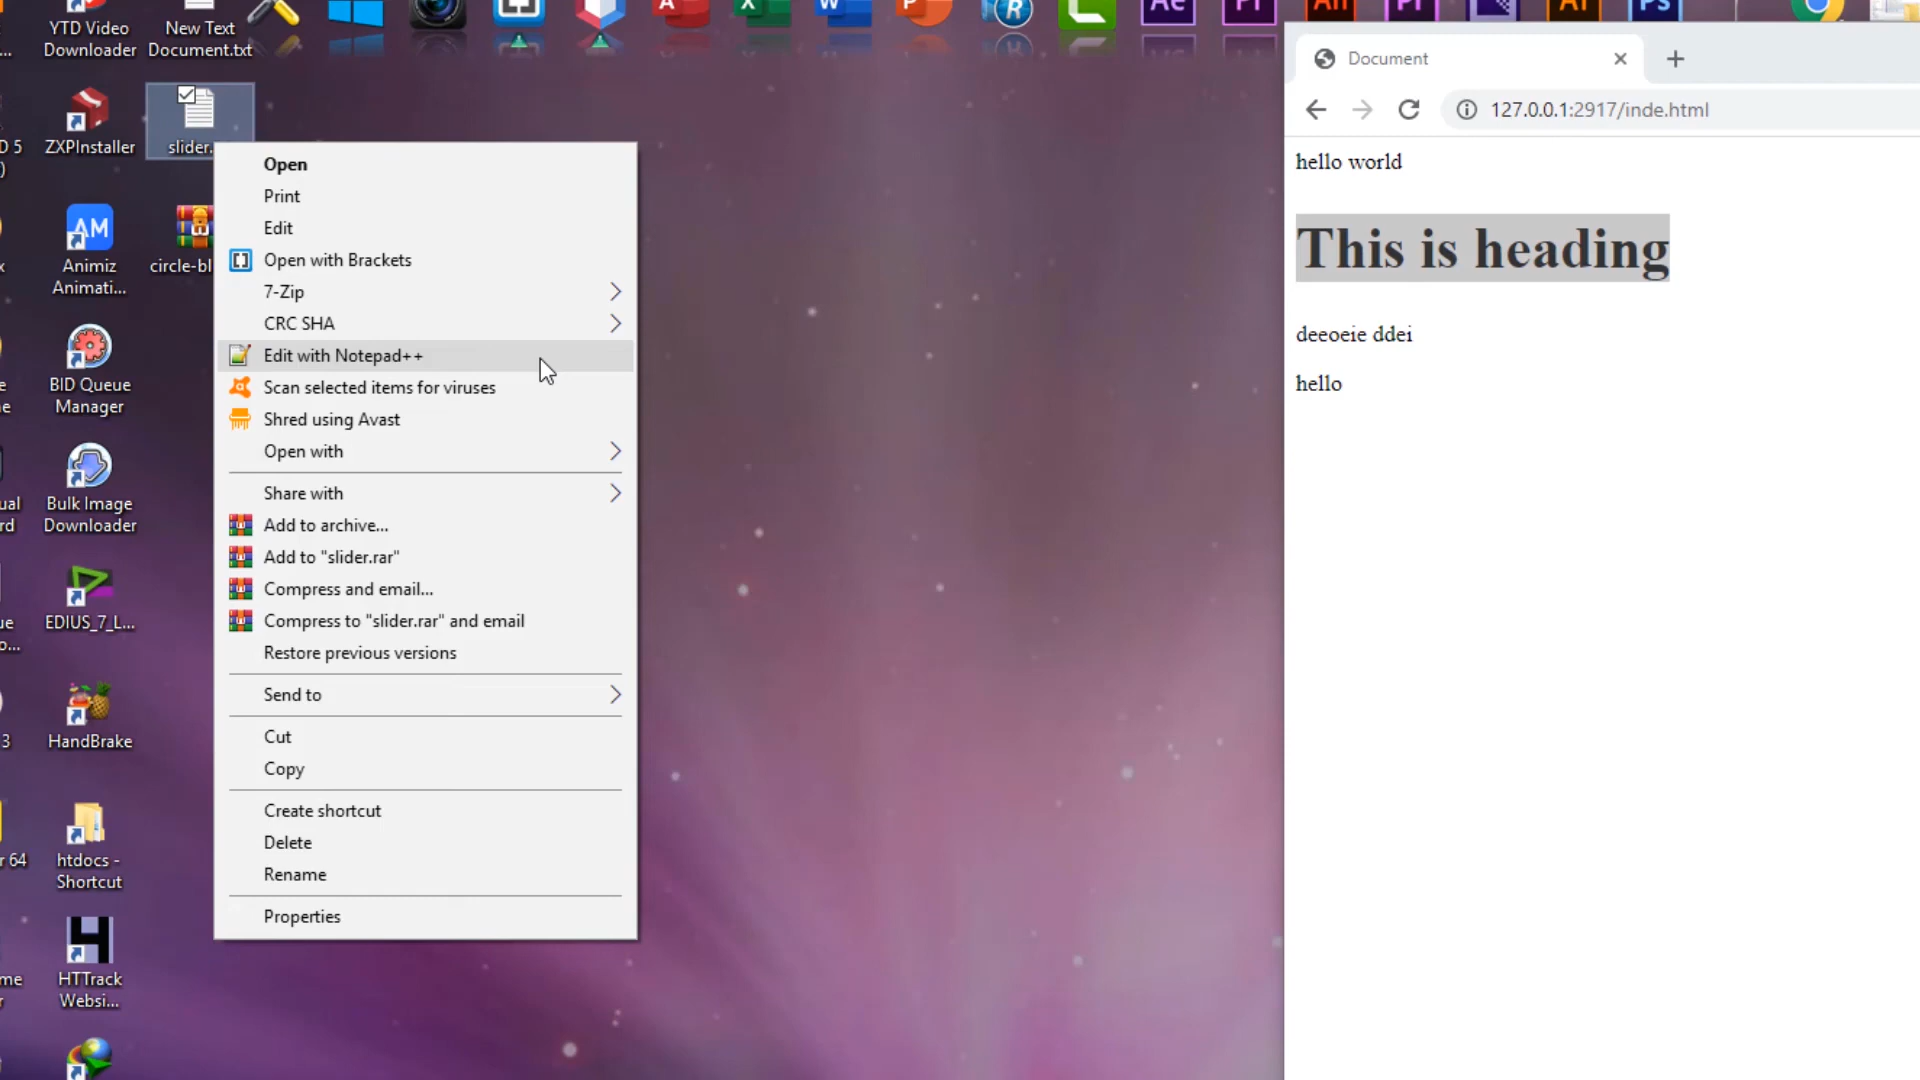 YTD Video
Downloader
New Text
Document.txt
ZXPInstaller
slider.
AM
Animiz
Animati...
circle-bl
BID Queue
Manager
Bulk Image
Downloader
EDIUS_7_L...
HandBrake
htdocs -
Shortcut
HTTrack
Websi...
D 5
)
64
3
Open
Print
Edit
Open with Brackets
7-Zip
CRC SHA
Edit with Notepad++
Scan selected items for viruses
Shred using Avast
Open with
Share with
Add to archive...
Add to "slider.rar"
Compress and email...
Compress to "slider.rar" and email
Restore previous versions
Send to
Cut
Copy
Create shortcut
Delete
Rename
Properties
Document
127.0.0.1:2917/inde.html
hello world
This is heading
deeoeie ddei
hello